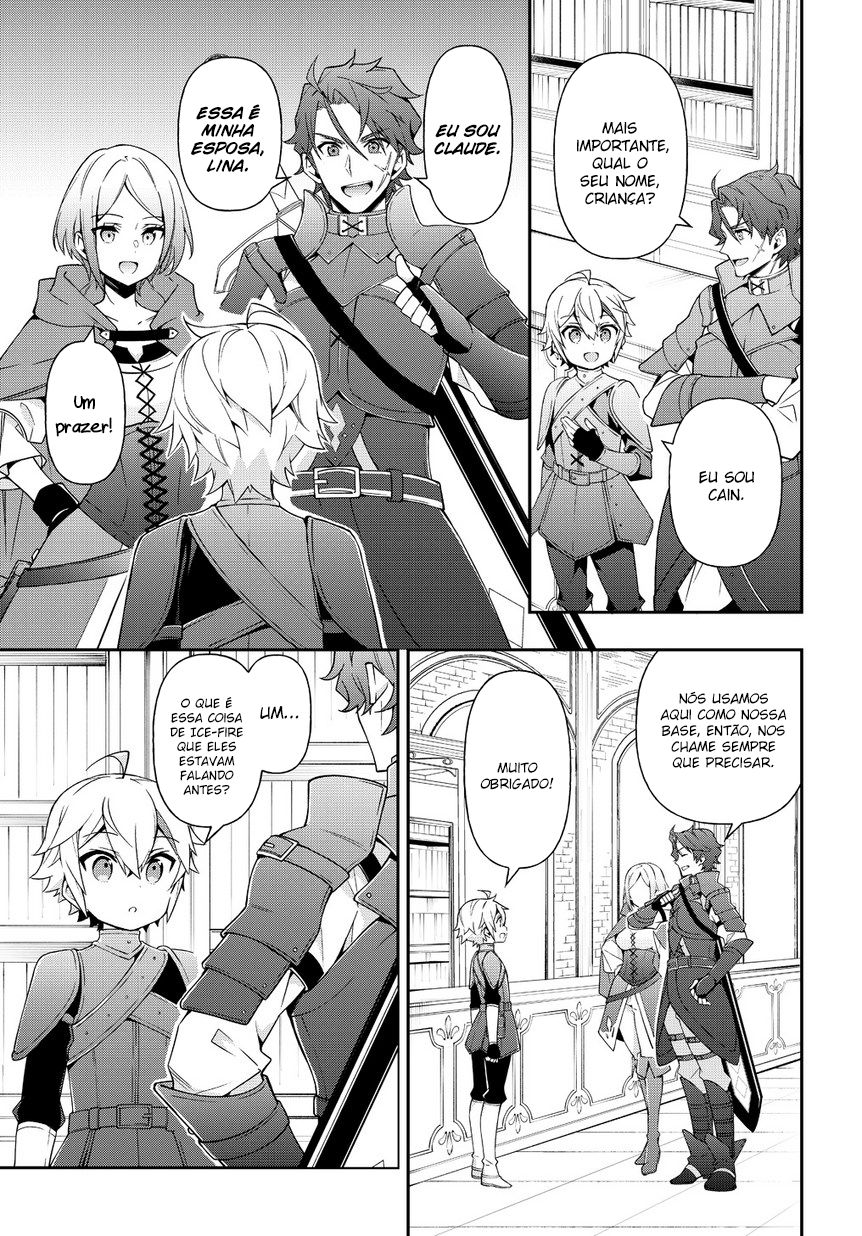 MAIS
IMPORTANTE,
QUAL O
SEU NOME,
CRIANÇA?
EU SOU
CAIN.
EU SOU
CLAUDE.
ESSA É
MINHA
ESPOSA,
LINA.
Um
prazer!
NÓS USAMOS
AQUI COMO NOSSA
BASE, ENTÃO, NOS
CHAME SEMPRE
QUE PRECISAR.
MUITO
OBRIGADO!
UM...
O QUE É
ESSA COISA
DE ICE-FIRE
QUE ELES
ESTAVAM
FALANDO
ANTES?